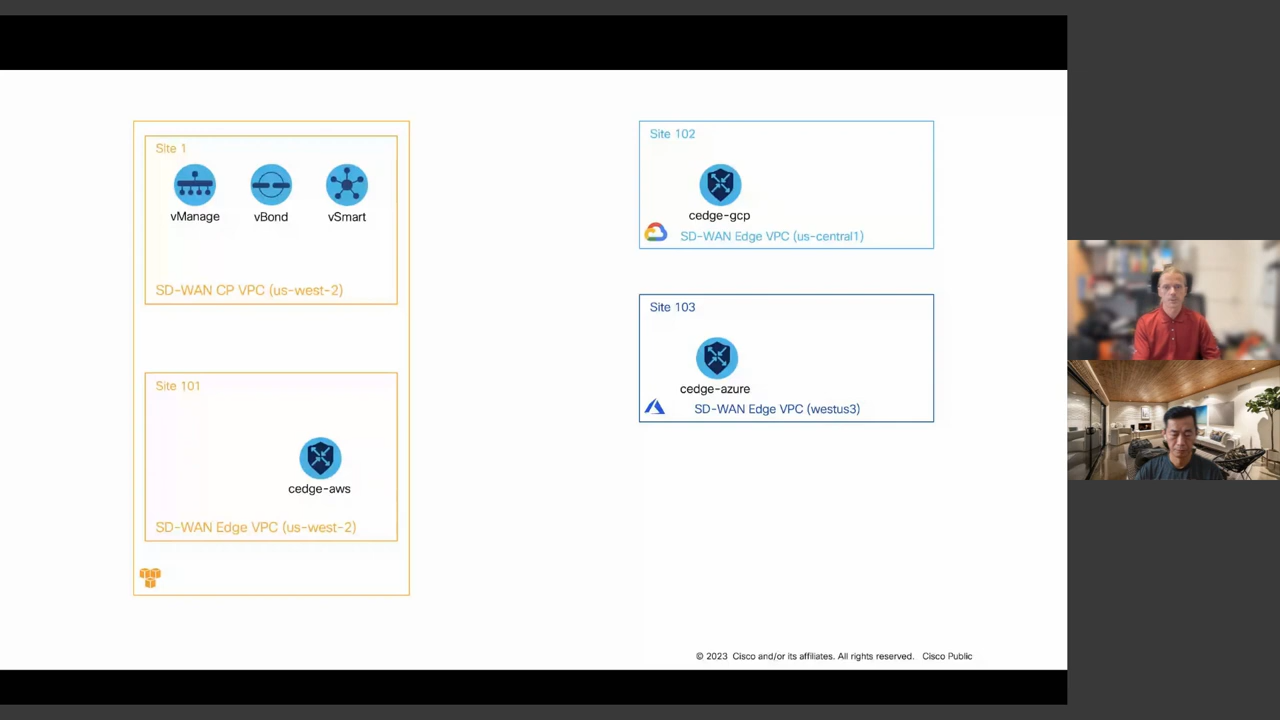 Site 1
vManage
vBond
vSmart
SD-WAN CP VPC (us-west-2)
Site 101
cedge-aws
SD-WAN Edge VPC (us-west-2)
Site 102
cedge-gcp
SD-WAN Edge VPC (us-central1)
Site 103
cedge-azure
SD-WAN Edge VPC (westus3)
© 2023 Cisco and/or its affiliates. All rights reserved. Cisco Public